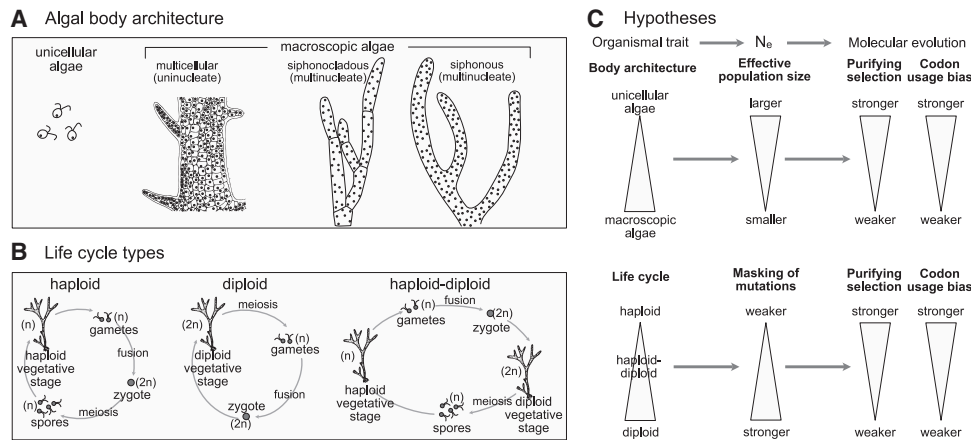 A Algal body architecture
unicellular
algae
macroscopic algae
multicellular
(uninucleate)
siphonocladous
(multinucleate)
siphonous
(multinucleate)
B Life cycle types
haploid
(n)
(n)
gametes
haploid
vegetative
stage
fusion
(2n)
zygote
meiosis
(n)
spores
diploid
meiosis
(2n)
(n)
gametes
diploid
vegetative
stage
fusion
zygote
(2n)
haploid-diploid
(n)
gametes
fusion
(2n)
zygote
(n)
haploid
vegetative stage
(2n)
meiosis
(n)
spores
diploid
vegetative
stage
C Hypotheses
Organismal trait
Ne
Molecular evolution
Body architecture
Effective
population size
Purifying
selection
Codon
usage bias
unicellular
algae
larger
stronger
stronger
macroscopic
algae
smaller
weaker
weaker
Life cycle
Masking of
mutations
Purifying
selection
Codon
usage bias
haploid
weaker
stronger
stronger
haploid-
diploid
diploid
stronger
weaker
weaker